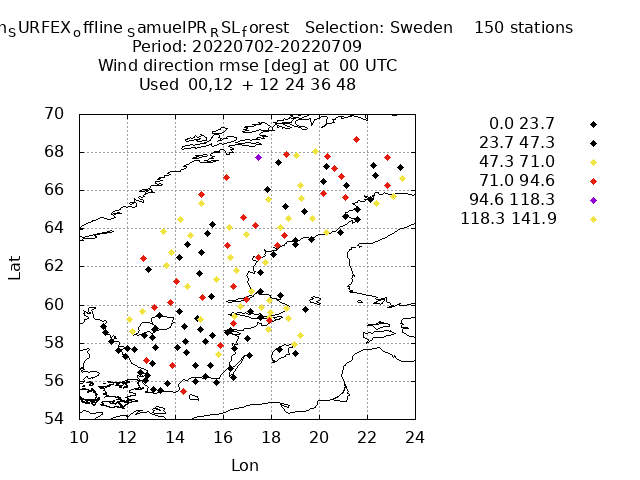 nSURFEXoffline SamuelPRRSLforest Selection: Sweden 150 stations
Period: 20220702-20220709
Wind direction rmse [deg] at 00 UTC
Used 00,12 + 12 24 36 48
70
68
66
64
62
60
58
56
54
10 12 14 16 18 20 22 24
Lat
Lon
0.0 23.7
23.7 47.3
47.3 71.0
71.0 94.6
94.6 118.3
118.3 141.9